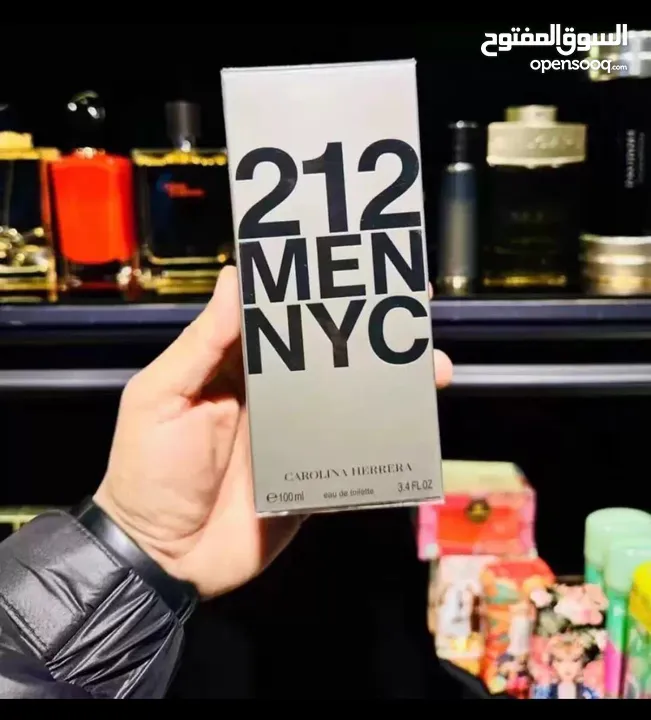 السوق المفتوح
opensooq.com
212
MEN
NYC
CAROLINA HERRERA
℮100ml eau de toilette 3.4 FL OZ